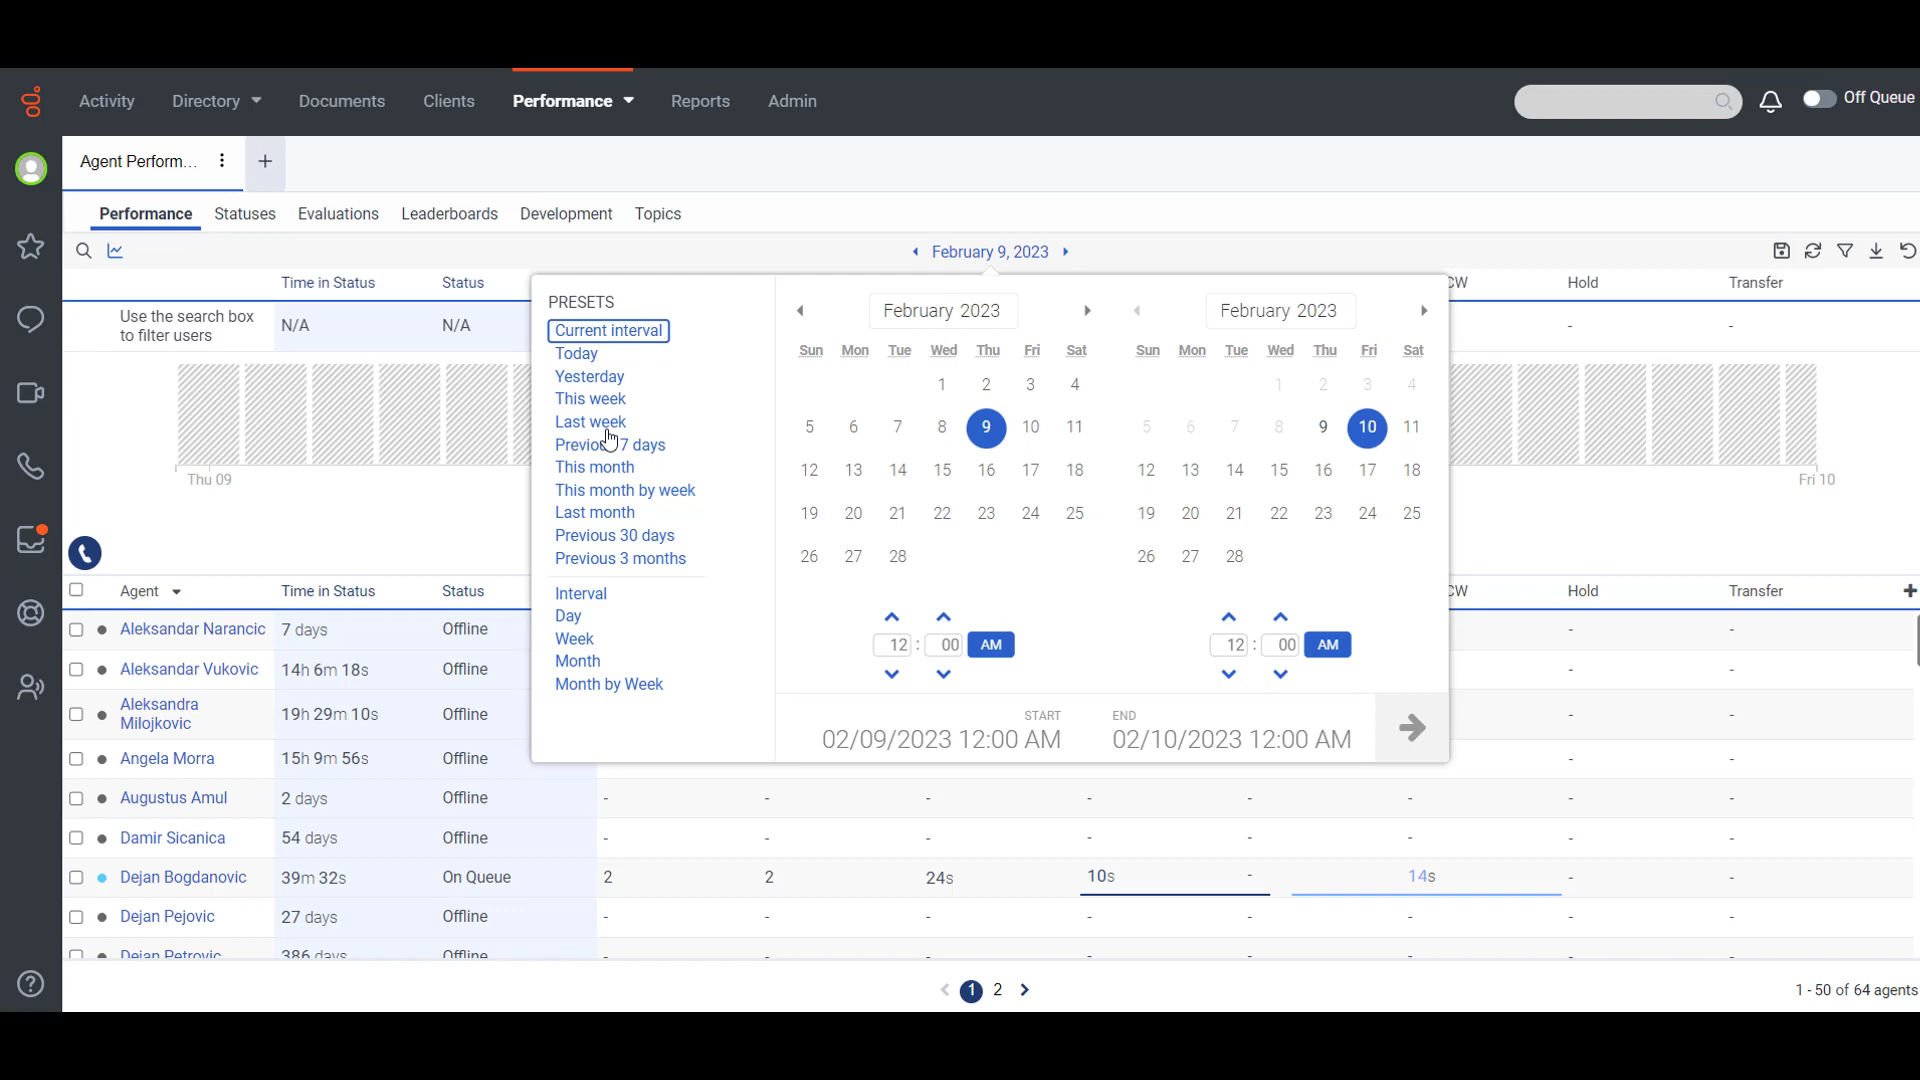 Activity Directory Documents Clients Performance Reports Admin Off Queue
Agent Perform... +
Performance Statuses Evaluations Leaderboards Development Topics
February 9, 2023
Time in Status Status CW Hold Transfer
Use the search box
to filter users
N/A N/A - -
Thu 09 Fri 10
PRESETS
Current interval
Today
Yesterday
This week
Last week
Previous 7 days
This month
This month by week
Last month
Previous 30 days
Previous 3 months
Interval
Day
Week
Month
Month by Week
February 2023
Sun Mon Tue Wed Thu Fri Sat
1 2 3 4
5 6 7 8 9 10 11
12 13 14 15 16 17 18
19 20 21 22 23 24 25
26 27 28
12 : 00 AM
February 2023
Sun Mon Tue Wed Thu Fri Sat
1 2 3 4
5 6 7 8 9 10 11
12 13 14 15 16 17 18
19 20 21 22 23 24 25
26 27 28
12 : 00 AM
START
02/09/2023 12:00 AM
END
02/10/2023 12:00 AM
Agent Time in Status Status CW Hold Transfer +
Aleksandar Narancic 7 days Offline - -
Aleksandar Vukovic 14h 6m 18s Offline - -
Aleksandra
Milojkovic
19h 29m 10s Offline - -
Angela Morra 15h 9m 56s Offline - -
Augustus Amul 2 days Offline - - - - - - - -
Damir Sicanica 54 days Offline - - - - - - - -
Dejan Bogdanovic 39m 32s On Queue 2 2 24s 10s - 14s - -
Dejan Pejovic 27 days Offline - - - - - - - -
Dejan Petrovic 386 days Offline - - - - - - - -
1 2
1 - 50 of 64 agents